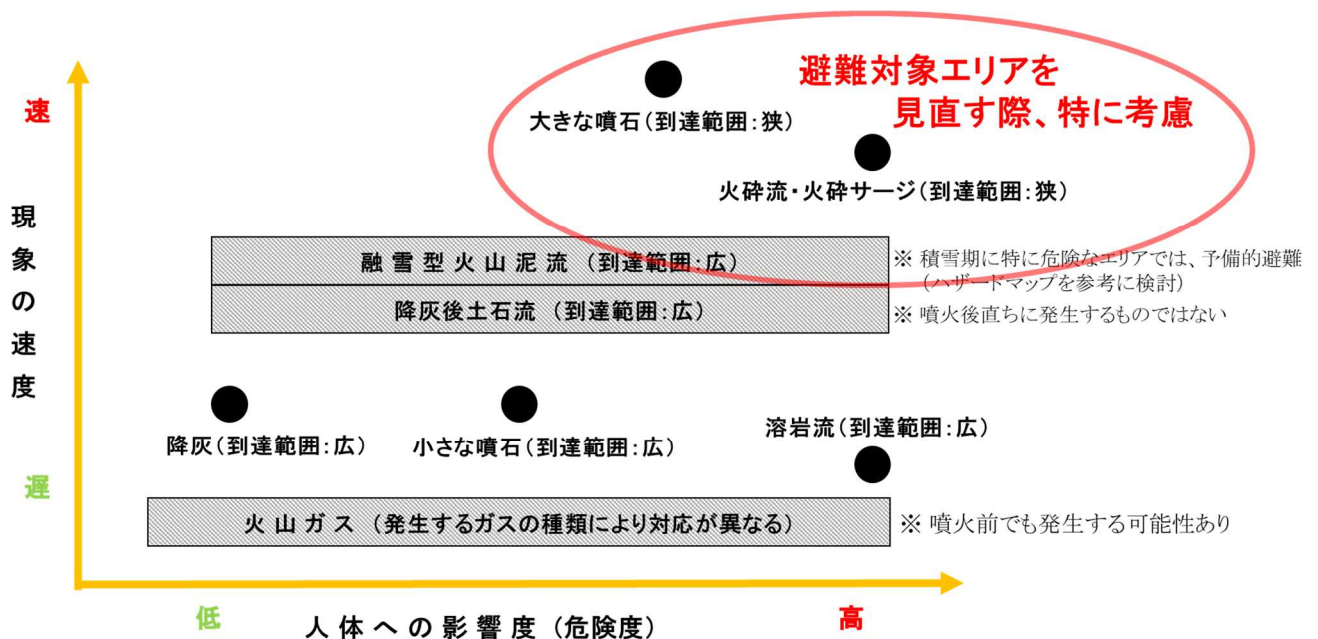 避難対象エリアを
見直す際、特に考慮
速
大きな噴石（到達範囲：狭）
火砕流・火砕サージ（到達範囲：狭）
現象の速度
融雪型火山泥流 （到達範囲：広）
※ 積雪期に特に危険なエリアでは、予備的避難
（ハザードマップを参考に検討）
降灰後土石流 （到達範囲：広）
※ 噴火後直ちに発生するものではない
降灰（到達範囲：広）
小さな噴石（到達範囲：広）
溶岩流（到達範囲：広）
遅
火山ガス （発生するガスの種類により対応が異なる）
※ 噴火前でも発生する可能性あり
低
人体への影響度 （危険度）
高